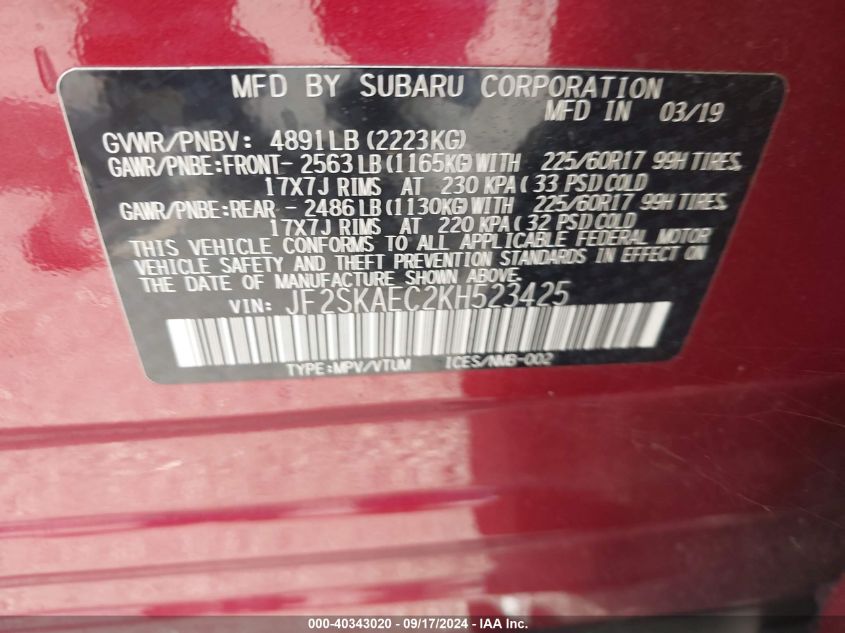 MFD BY SUBARU CORPORATION
MFD IN 03/19
GVWR/PNBV: 4891LB (2223KG)
GAWR/PNBE:FRONT- 2563 LB (1165KG) WITH 225/60R17 99H TIRES,
17X7J RIMS AT 230 KPA ( 33 PSI) COLD
GAWR/PNBE:REAR - 2486 LB (1130KG) WITH 225/60R17 99H TIRES,
17X7J RIMS AT 220 KPA ( 32 PSI) COLD
THIS VEHICLE CONFORMS TO ALL APPLICABLE FEDERAL MOTOR
VEHICLE SAFETY AND THEFT PREVENTION STANDARDS IN EFFECT ON
THE DATE OF MANUFACTURE SHOWN ABOVE.
VIN: JF2SKAEC2KH523425
TYPE:MPV/VTUM ICES/NMB-002
000-40343020 - 09/17/2024 - IAA Inc.